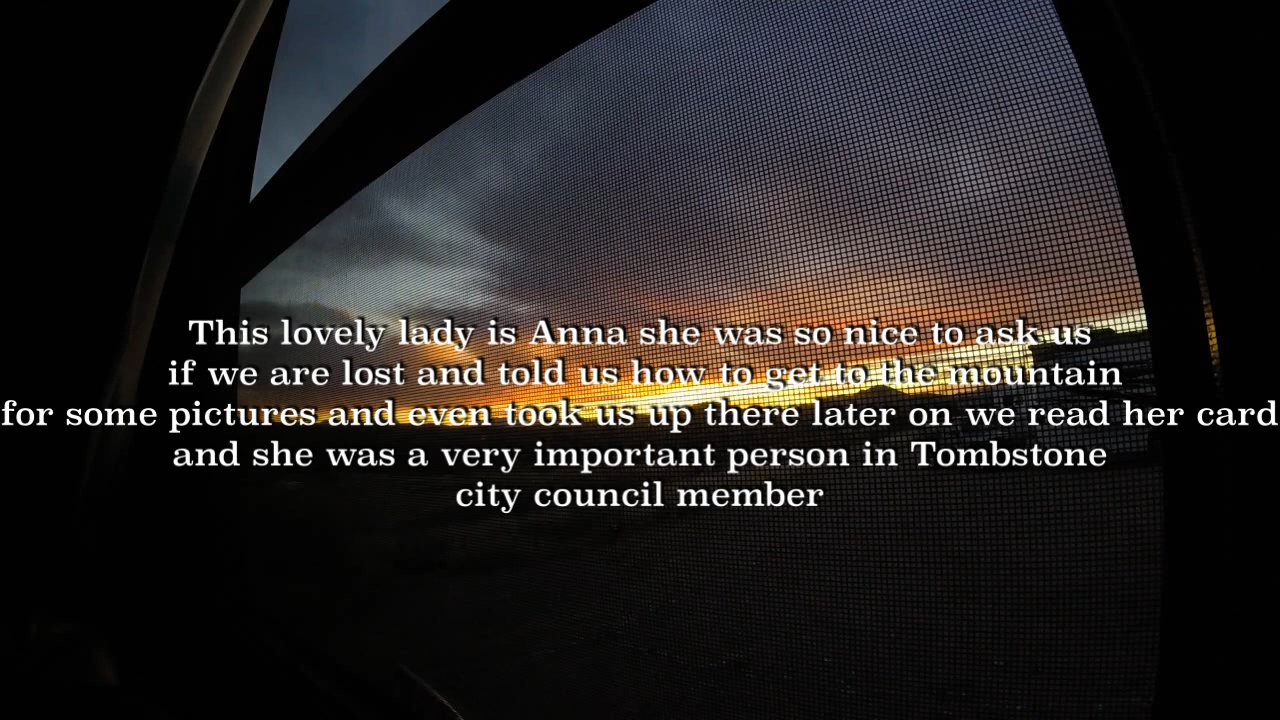 This lovely lady is Anna she was so nice to ask us
if we are lost and told us how to get to the mountain
for some pictures and even took us up there later on we read her card
and she was a very important person in Tombstone
city council member